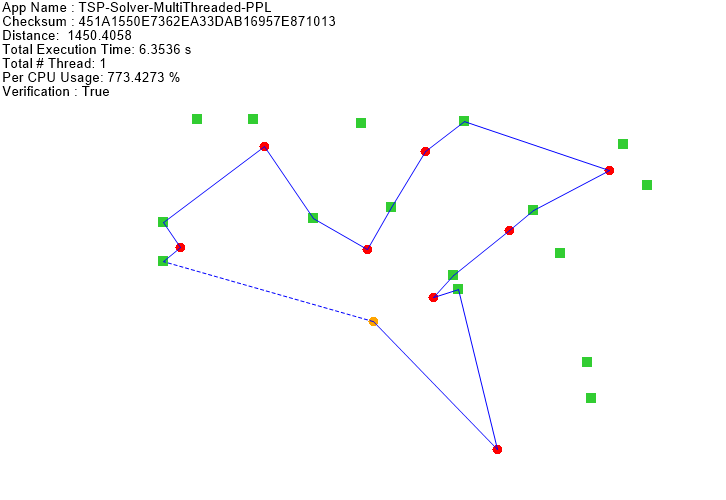 App Name : TSP-Solver-MultiThreaded-PPL
Checksum : 451A1550E7362EA33DAB16957E871013
Distance:  1450.4058
Total Execution Time: 6.3536 s
Total # Thread: 1
Per CPU Usage: 773.4273 %
Verification : True